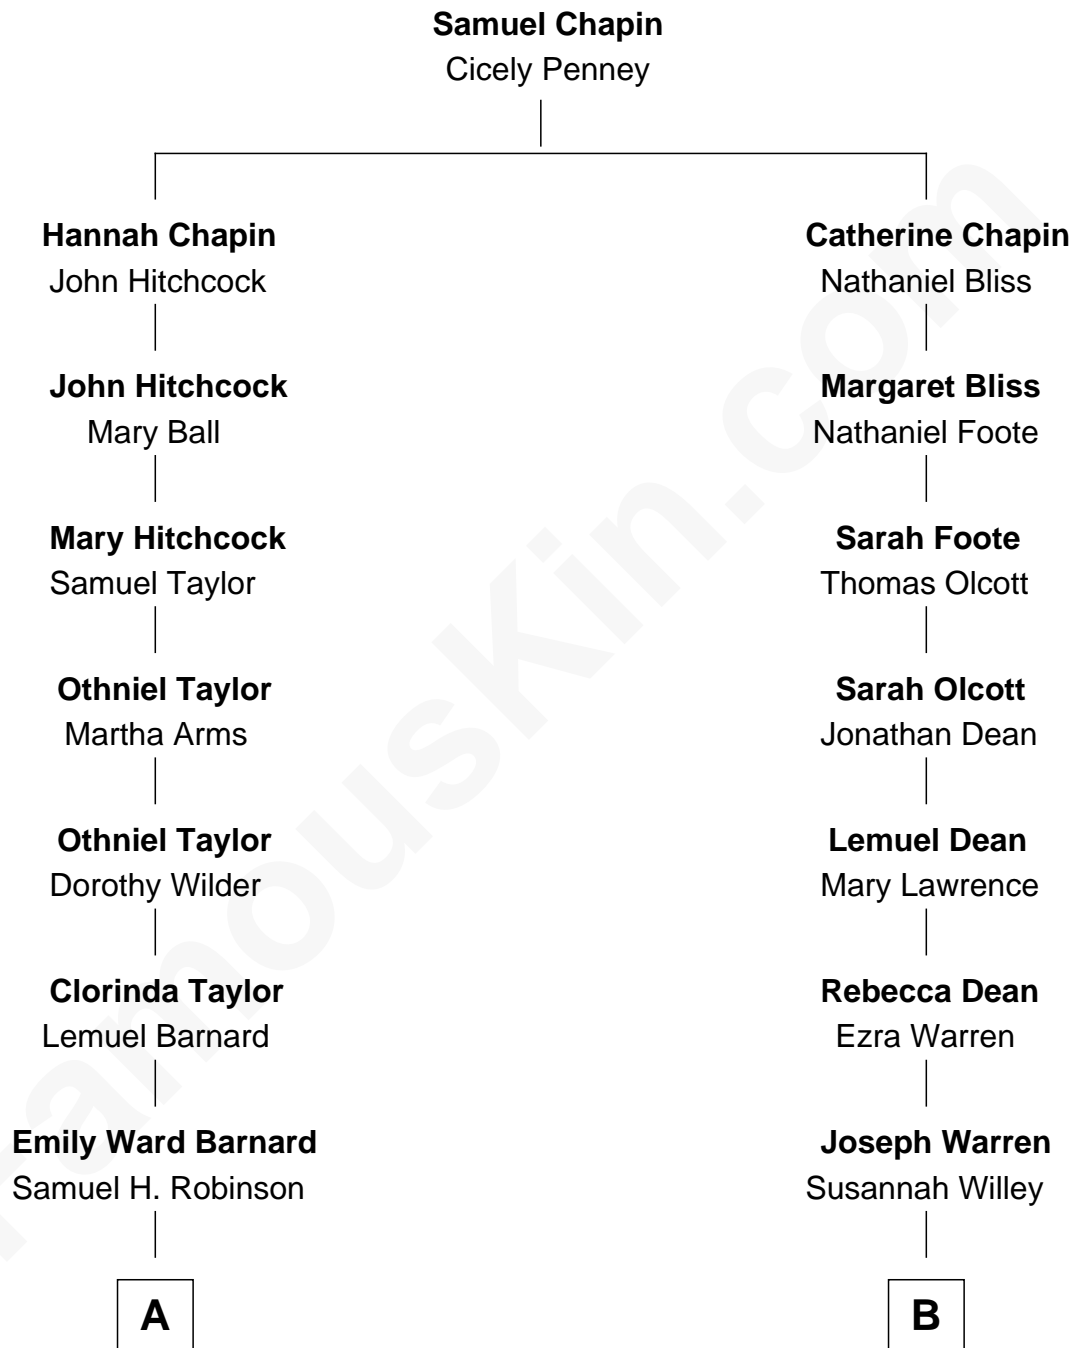 Samuel Chapin
Cicely Penney
Hannah Chapin
John Hitchcock
John Hitchcock
Mary Ball
Mary Hitchcock
Samuel Taylor
Othniel Taylor
Martha Arms
Othniel Taylor
Dorothy Wilder
Clorinda Taylor
Lemuel Barnard
Emily Ward Barnard
Samuel H. Robinson
A
Catherine Chapin
Nathaniel Bliss
Margaret Bliss
Nathaniel Foote
Sarah Foote
Thomas Olcott
Sarah Olcott
Jonathan Dean
Lemuel Dean
Mary Lawrence
Rebecca Dean
Ezra Warren
Joseph Warren
Susannah Willey
B
FamousKin.com